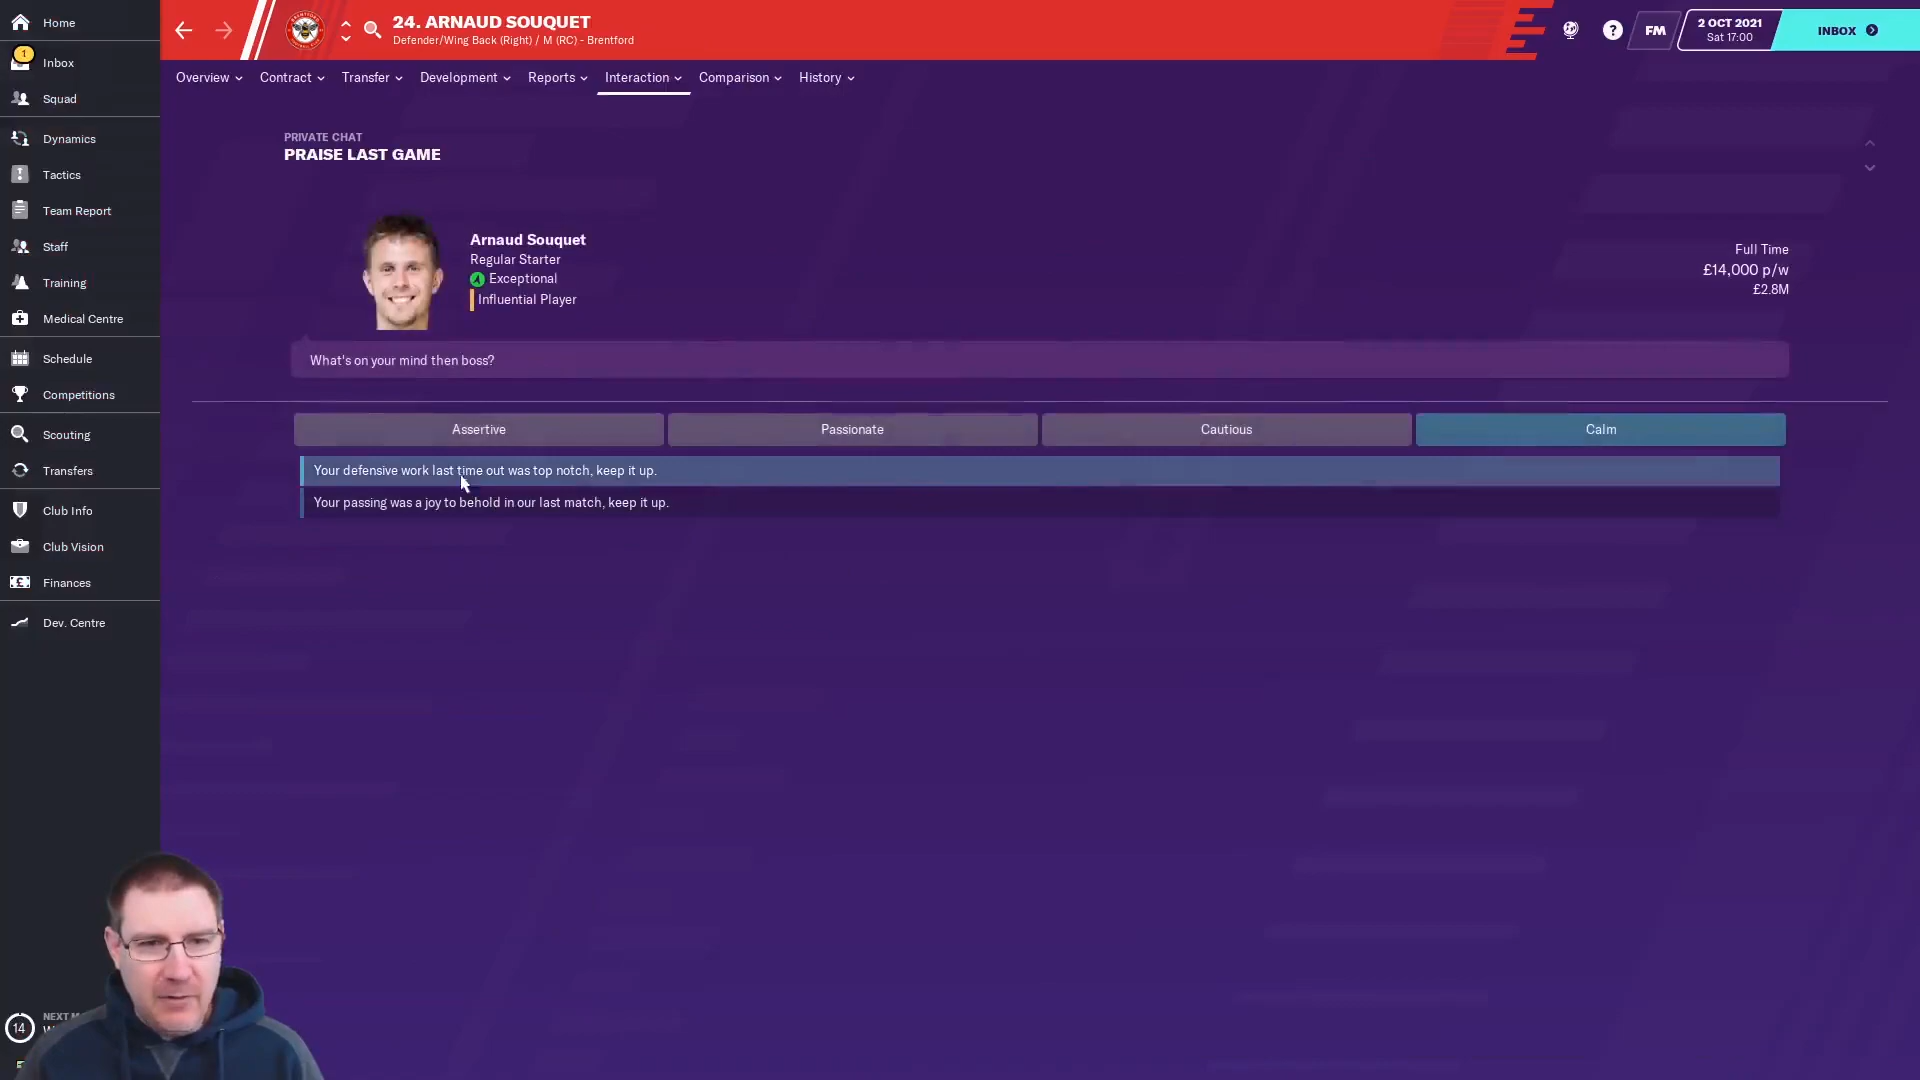 Home
24. ARNAUD SOUQUET
Defender/Wing Back (Right) / M (RC) - Brentford
FM
2 OCT 2021
Sat 17:00
INBOX
1
Inbox
Squad
Dynamics
Tactics
Team Report
Staff
Training
Medical Centre
Schedule
Competitions
Scouting
Transfers
Club Info
Club Vision
Finances
Dev. Centre
14
NEXT
Overview
Contract
Transfer
Development
Reports
Interaction
Comparison
History
PRIVATE CHAT
PRAISE LAST GAME
Arnaud Souquet
Regular Starter
Exceptional
Influential Player
Full Time
£14,000 p/w
£2.8M
What's on your mind then boss?
Assertive
Passionate
Cautious
Calm
Your defensive work last time out was top notch, keep it up.
Your passing was a joy to behold in our last match, keep it up.